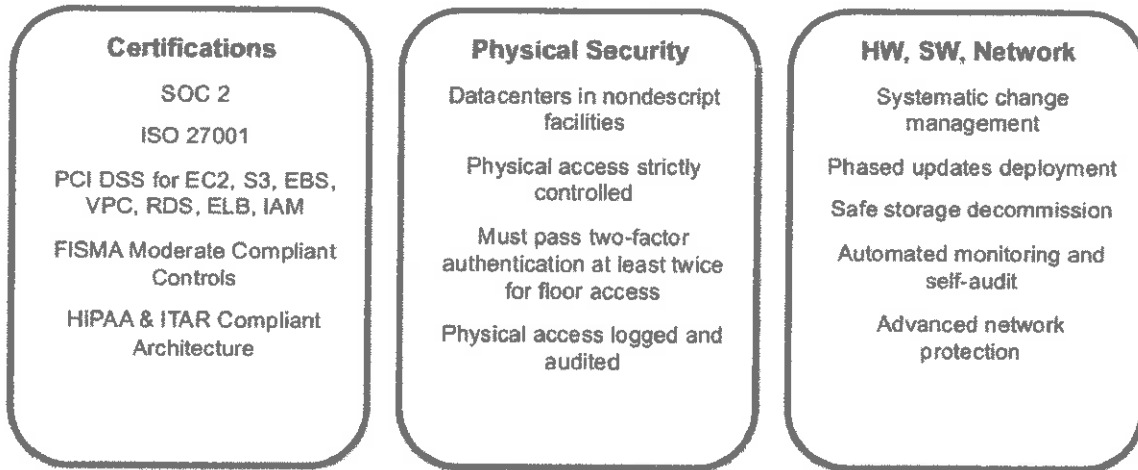 Certifications
SOC 2
ISO 27001
PCI DSS for EC2, S3, EBS,
VPC, RDS, ELB, IAM
FISMA Moderate Compliant
Controls
HIPAA & ITAR Compliant
Architecture
Physical Security
Datacenters in nondescript
facilities
Physical access strictly
controlled
Must pass two-factor
authentication at least twice
for floor access
Physical access logged and
audited
HW, SW, Network
Systematic change
management
Phased updates deployment
Safe storage decommission
Automated monitoring and
self-audit
Advanced network
protection